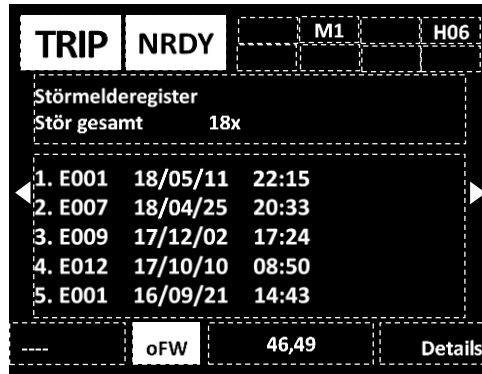 TRIP NRDY M1 H06
Störmelderegister
Stör gesamt 18x
1. E001 18/05/11 22:15
2. E007 18/04/25 20:33
3. E009 17/12/02 17:24
4. E012 17/10/10 08:50
5. E001 16/09/21 14:43
---- oFW 46,49 Details